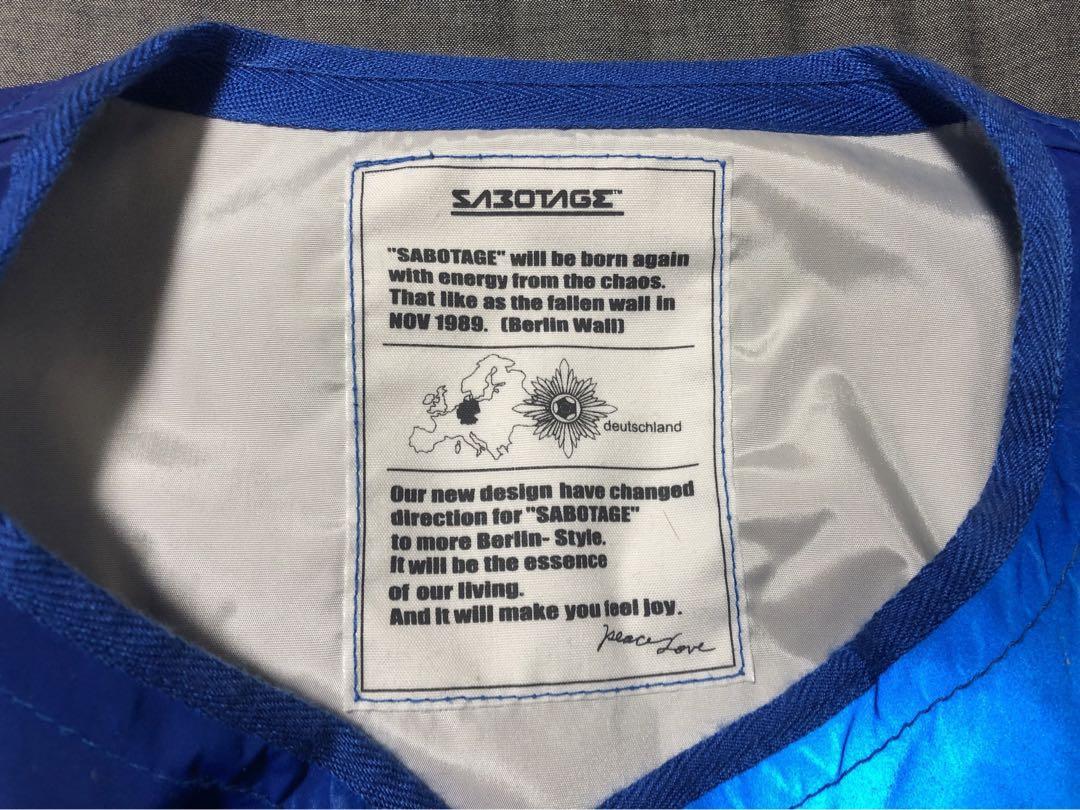 SABOTAGE™
"SABOTAGE" will be born again
with energy from the chaos.
That like as the fallen wall in
NOV 1989. (Berlin Wall)
deutschland
Our new design have changed
direction for "SABOTAGE"
to more Berlin- Style.
It will be the essence
of our living.
And it will make you feel joy.
Peace Love